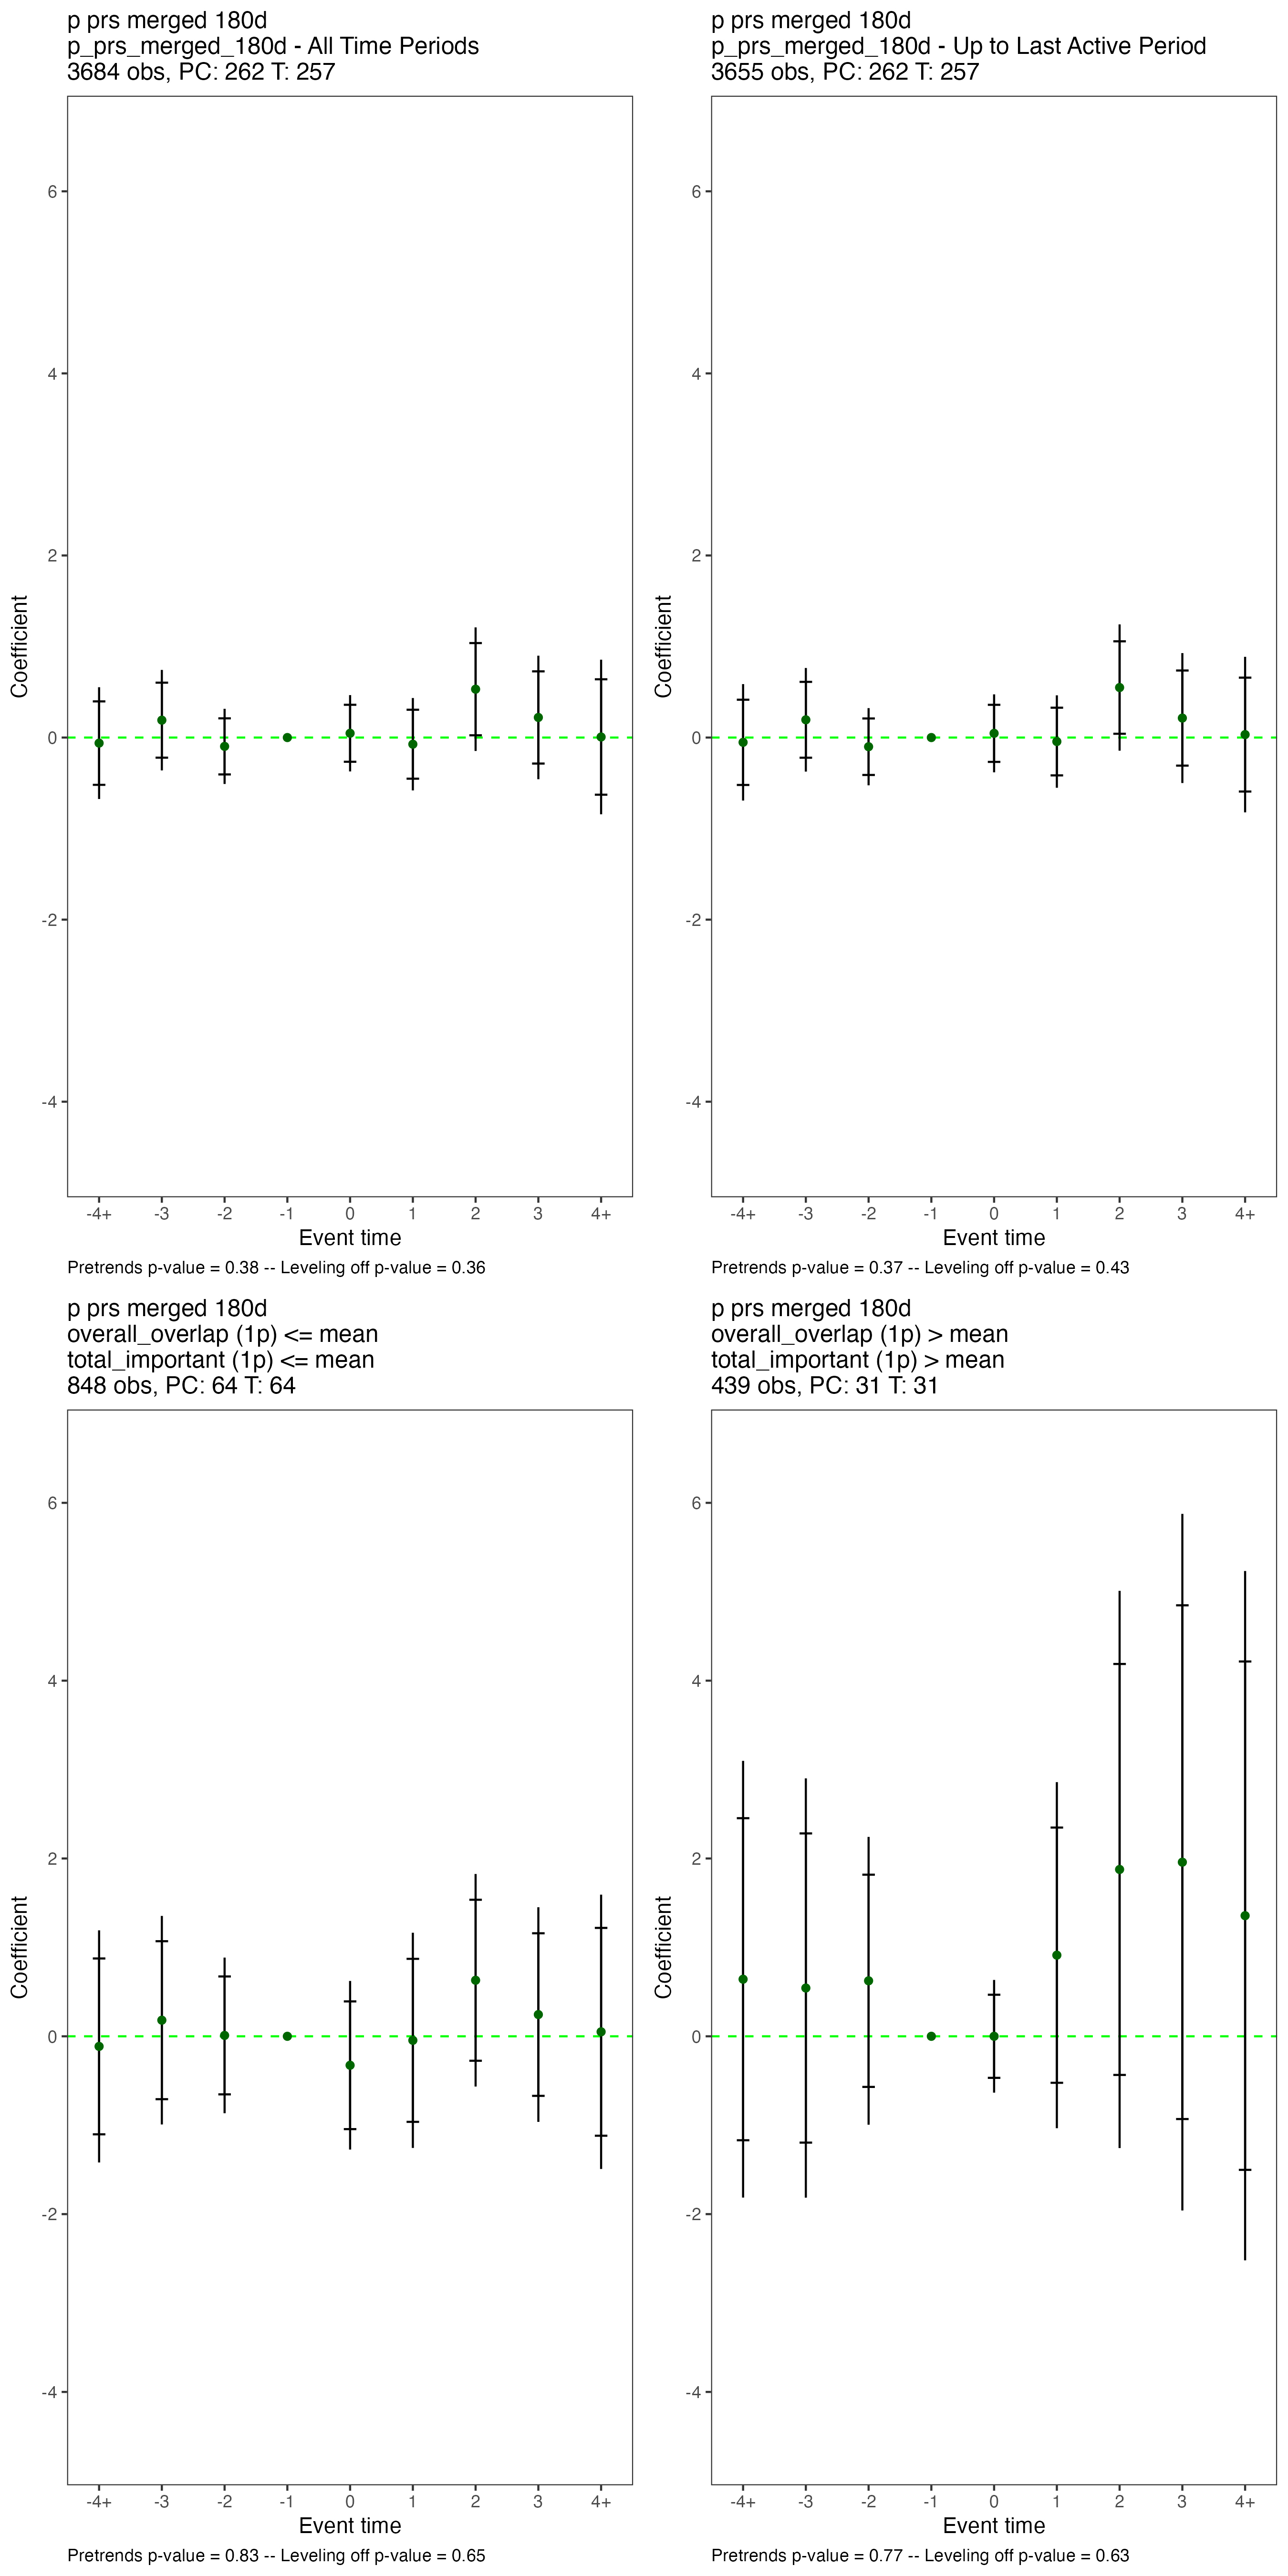 p prs merged 180d
p_prs_merged_180d - All Time Periods
3684 obs, PC: 262 T: 257
6
4
2
0
-2
-4
Coefficient
-4+ -3 -2 -1 0 1 2 3 4+
Event time
Pretrends p-value = 0.38 -- Leveling off p-value = 0.36
p prs merged 180d
p_prs_merged_180d - Up to Last Active Period
3655 obs, PC: 262 T: 257
6
4
2
0
-2
-4
Coefficient
-4+ -3 -2 -1 0 1 2 3 4+
Event time
Pretrends p-value = 0.37 -- Leveling off p-value = 0.43
p prs merged 180d
overall_overlap (1p) <= mean
total_important (1p) <= mean
848 obs, PC: 64 T: 64
6
4
2
0
-2
-4
Coefficient
-4+ -3 -2 -1 0 1 2 3 4+
Event time
Pretrends p-value = 0.83 -- Leveling off p-value = 0.65
p prs merged 180d
overall_overlap (1p) > mean
total_important (1p) > mean
439 obs, PC: 31 T: 31
6
4
2
0
-2
-4
Coefficient
-4+ -3 -2 -1 0 1 2 3 4+
Event time
Pretrends p-value = 0.77 -- Leveling off p-value = 0.63